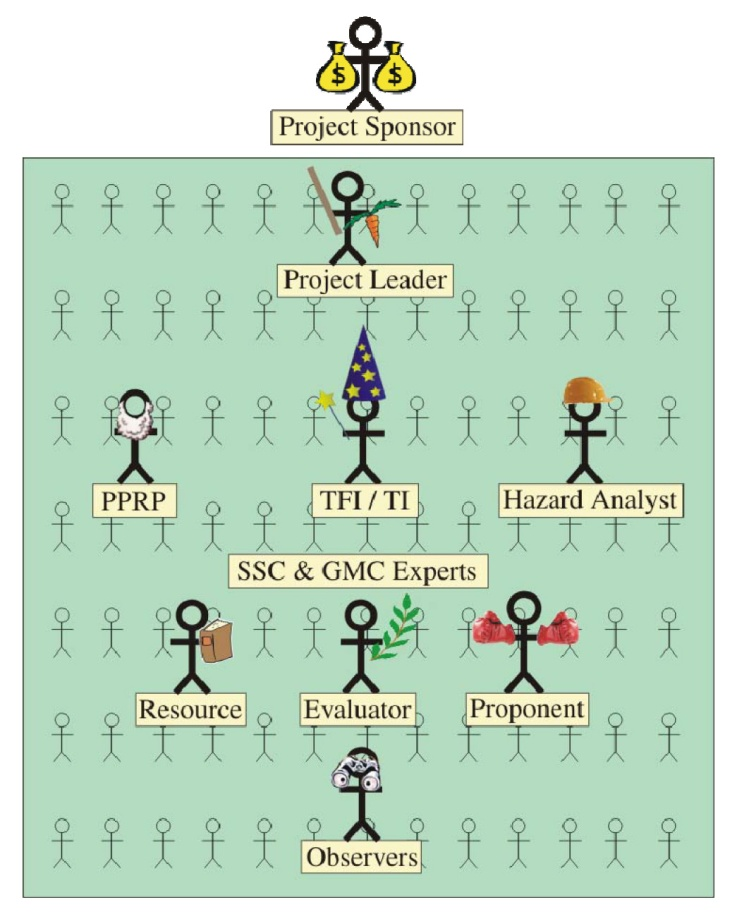 $ $
Project Sponsor
Project Leader
PPRP
TFI / TI
Hazard Analyst
SSC & GMC Experts
Resource
Evaluator
Proponent
Observers